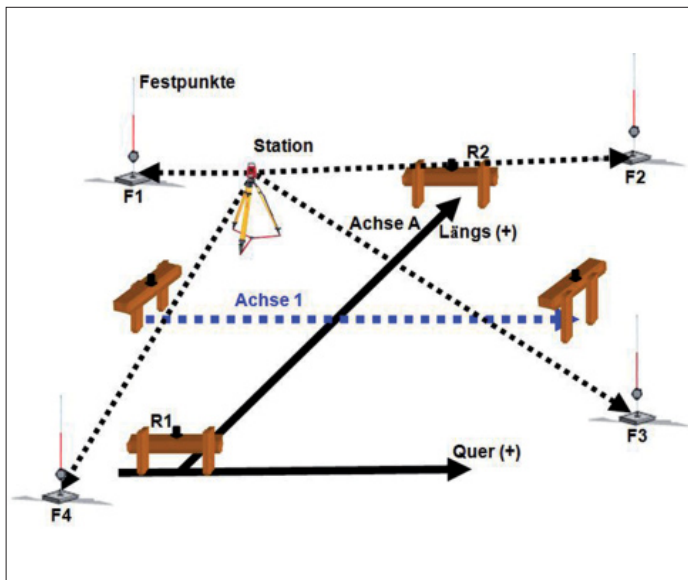 Festpunkte
Station
R2
F1
F2
Achse A
Längs (+)
Achse 1
R1
F3
Quer (+)
F4